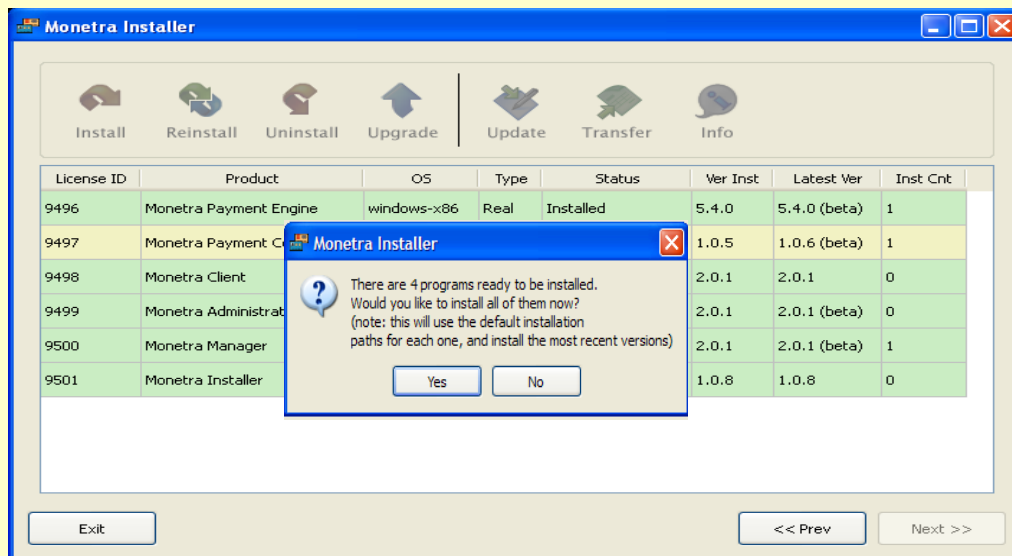 Monetra Installer
Install Reinstall Uninstall Upgrade Update Transfer Info
License ID Product OS Type Status Ver Inst Latest Ver Inst Cnt
9496 Monetra Payment Engine windows-x86 Real Installed 5.4.0 5.4.0 (beta) 1
9497 Monetra Payment C 1.0.5 1.0.6 (beta) 1
9498 Monetra Client 2.0.1 2.0.1 0
9499 Monetra Administrat 2.0.1 2.0.1 (beta) 0
9500 Monetra Manager 2.0.1 2.0.1 (beta) 1
9501 Monetra Installer 1.0.8 1.0.8 0
Monetra Installer
There are 4 programs ready to be installed.
Would you like to install all of them now?
(note: this will use the default installation
paths for each one, and install the most recent versions)
Yes No
Exit << Prev Next >>